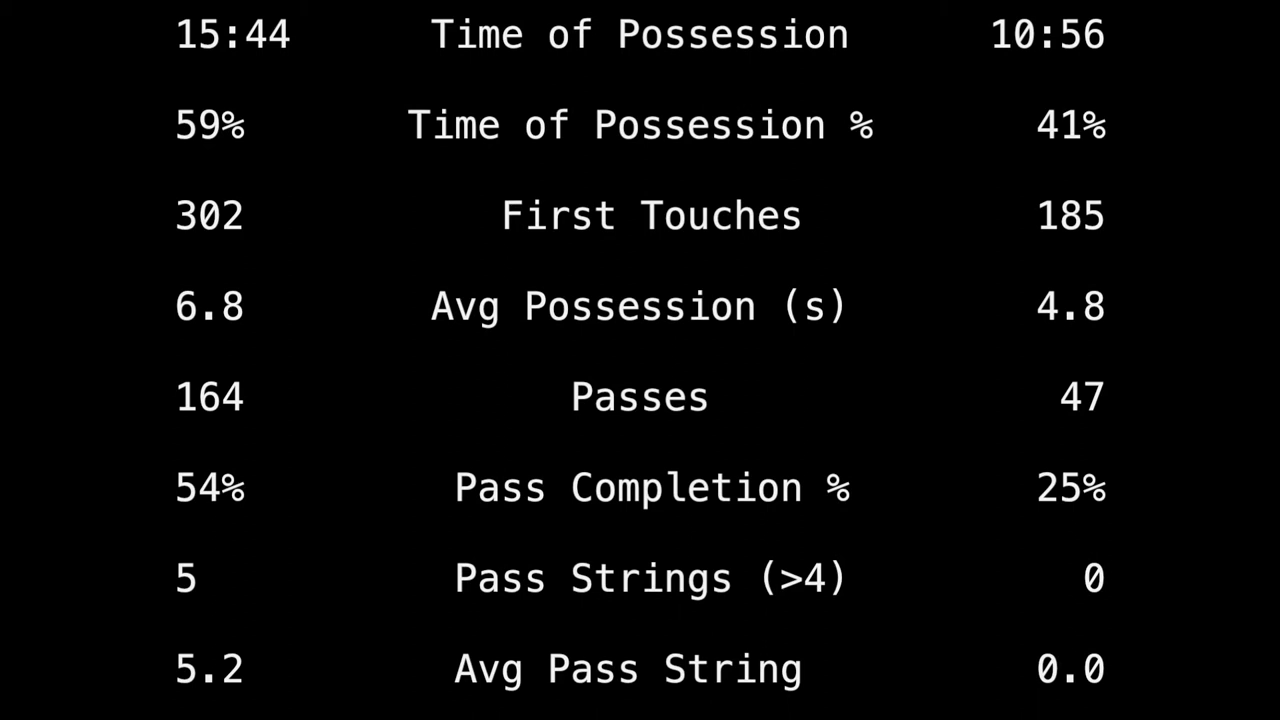 15:44 Time of Possession 10:56
59% Time of Possession % 41%
302 First Touches 185
6.8 Avg Possession (s) 4.8
164 Passes 47
54% Pass Completion % 25%
5 Pass Strings (>4) 0
5.2 Avg Pass String 0.0